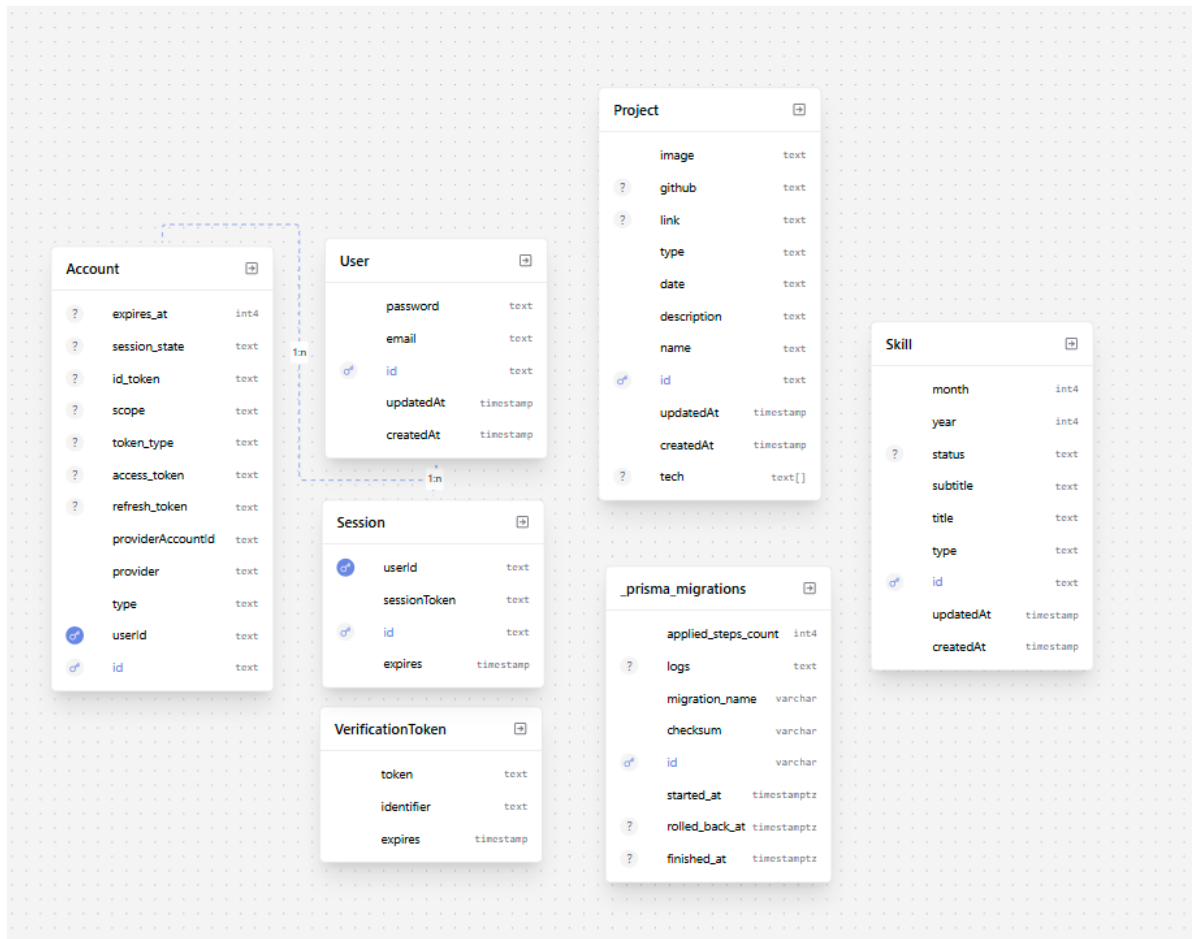 Account
? expires_at int4
? session_state text
? id_token text
? scope text
? token_type text
? access_token text
? refresh_token text
providerAccountId text
provider text
type text
userId text
id text
1:n
User
password text
email text
id text
updatedAt timestamp
createdAt timestamp
1:n
Session
userId text
sessionToken text
id text
expires timestamp
VerificationToken
token text
identifier text
expires timestamp
Project
image text
? github text
? link text
type text
date text
description text
name text
id text
updatedAt timestamp
createdAt timestamp
? tech text[]
_prisma_migrations
applied_steps_count int4
? logs text
migration_name varchar
checksum varchar
id varchar
started_at timestamptz
? rolled_back_at timestamptz
? finished_at timestamptz
Skill
month int4
year int4
? status text
subtitle text
title text
type text
id text
updatedAt timestamp
createdAt timestamp